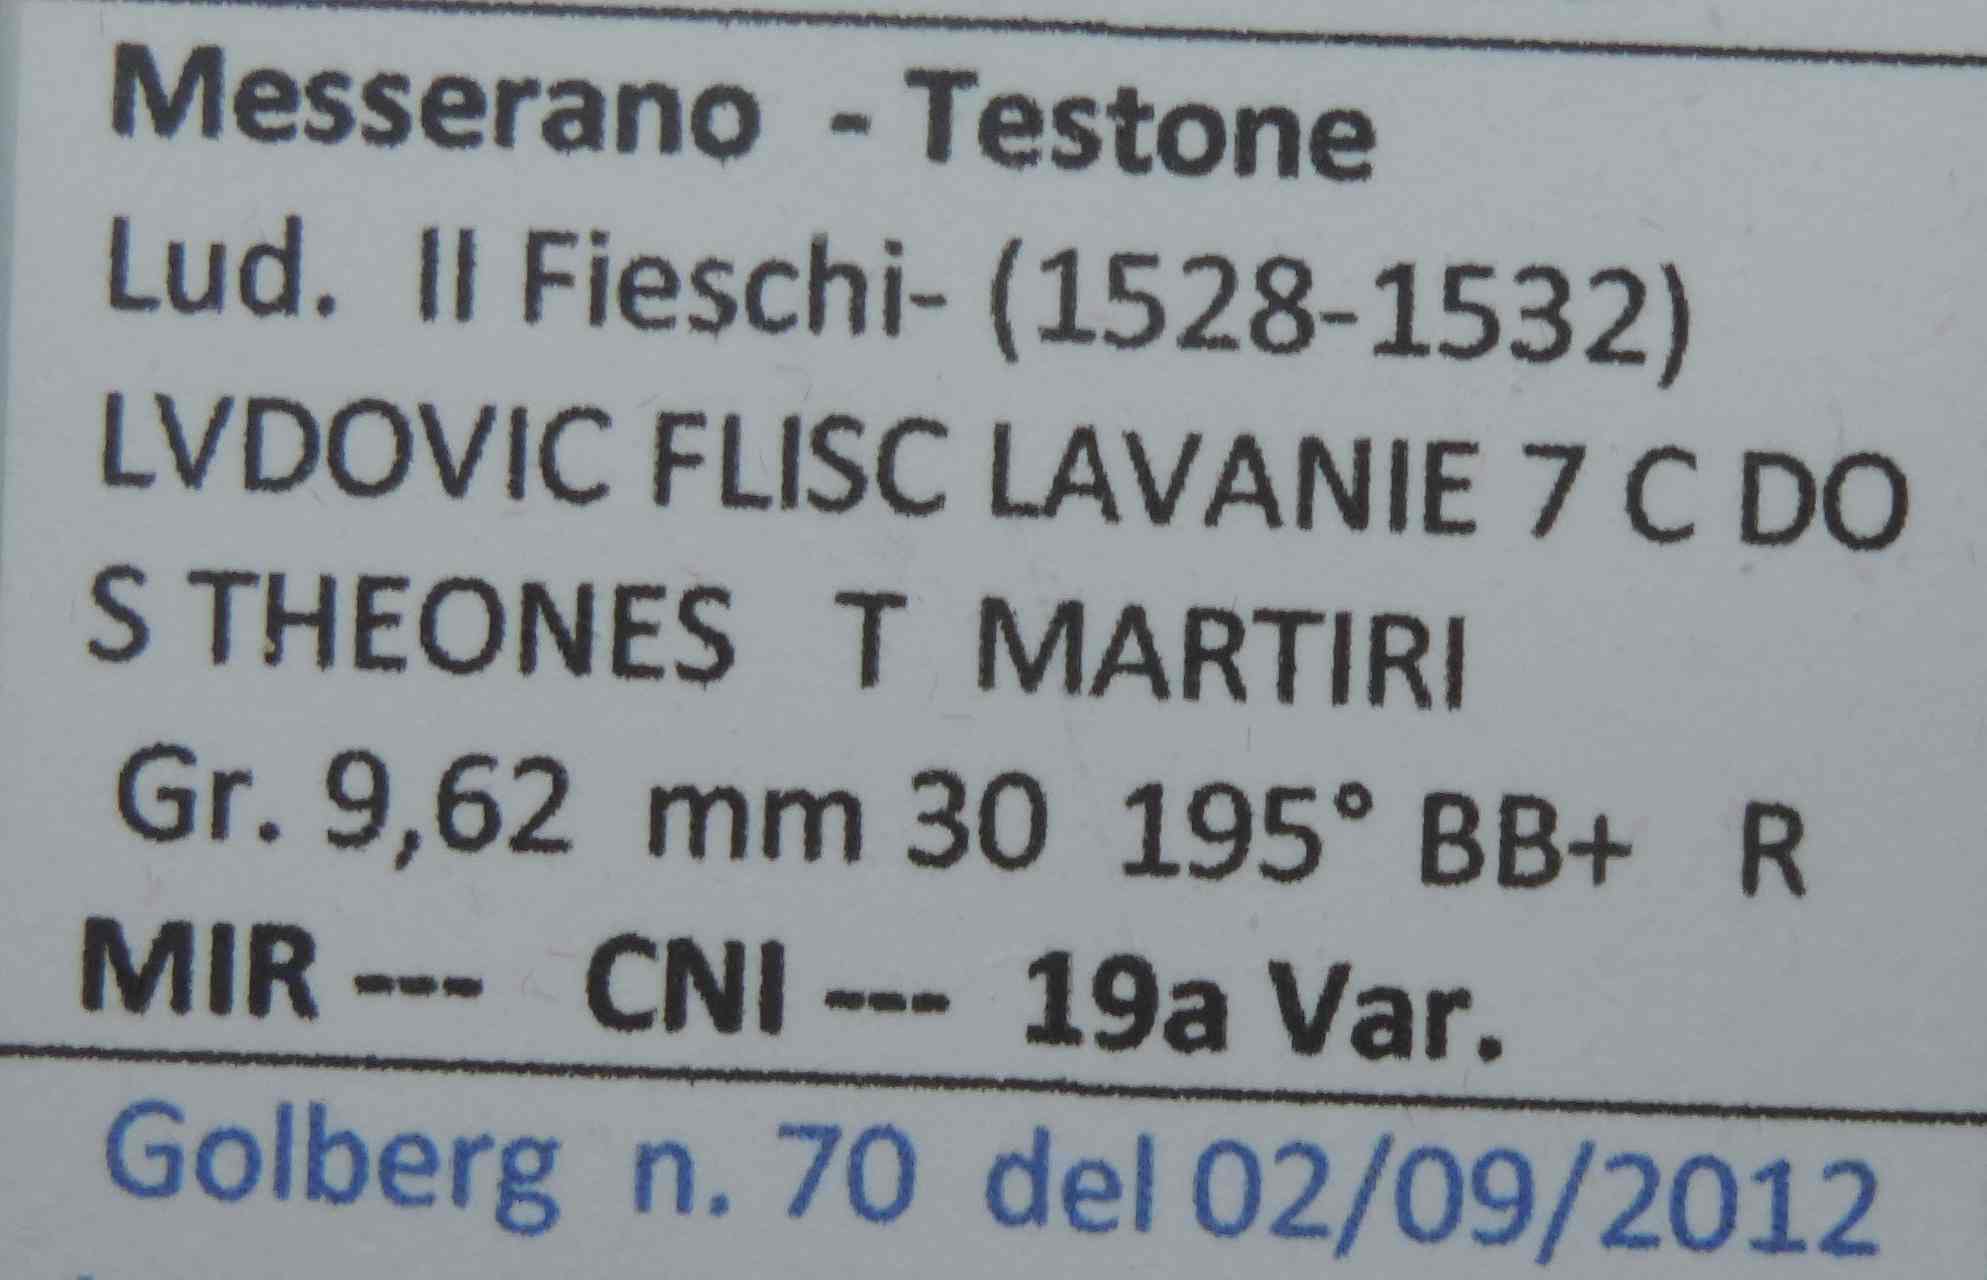 Messerano - Testone
Lud. II Fieschi- (1528-1532)
LVDOVIC FLISC LAVANIE 7 C DO
S THEONES T MARTIRI
Gr. 9,62 mm 30 195° BB+ R
MIR --- CNI --- 19a Var.
Golberg n. 70 del 02/09/2012